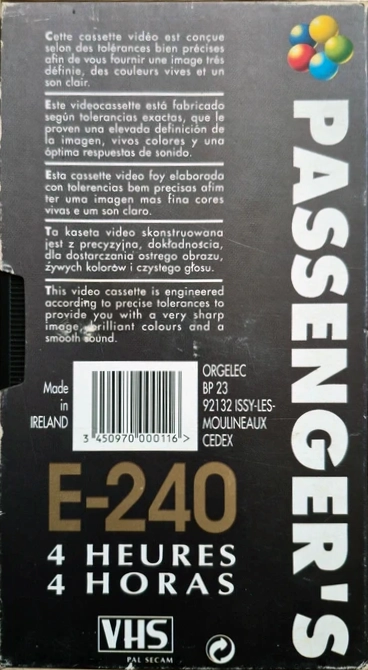 Cette cassette vidéo est conçue
selon des tolérances bien précises
afin de vous fournir une image très
définie, des couleurs vives et un
son clair.
Este videocassette está fabricado
según tolerancias exactas, que le
proven una elevada definición de
la imagen, vivos colores y una
óptima respuestas de sonido.
Esta cassette video foy elaborada
con tolerencias bem precisas afim
ter uma imagen mas fina cores
vivas e um son claro.
Ta kaseta video skonstruowana
jest z precyzyjną, dokładnościa,
dla dostarczania ostrego obrazu,
żywych kolorów i czystego głosu.
This video cassette is engineered
according to precise tolerances to
provide you with a very sharp
image, brilliant colours and a
smooth sound.
PASSENGER'S
Made
in
IRELAND
3 450970 000116 >
ORGELEC
BP 23
92132 ISSY-LES-
MOULINEAUX
CEDEX
E-240
4 HEURES
4 HORAS
VHS
PAL SECAM